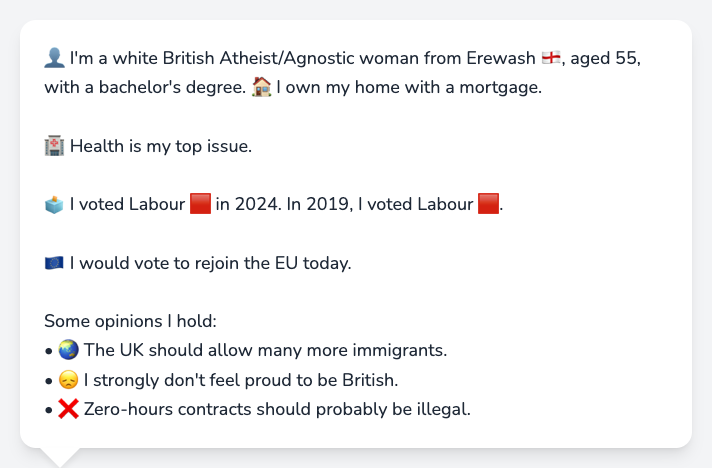 👤 I'm a white British Atheist/Agnostic woman from Erewash 🏴󠁧󠁢󠁥󠁮󠁧󠁿, aged 55,
with a bachelor's degree. 🏠 I own my home with a mortgage.
🏥 Health is my top issue.
🗳️ I voted Labour 🟥 in 2024. In 2019, I voted Labour 🟥.
🇪🇺 I would vote to rejoin the EU today.
Some opinions I hold:
• 🌏 The UK should allow many more immigrants.
• 😞 I strongly don't feel proud to be British.
• ❌ Zero-hours contracts should probably be illegal.